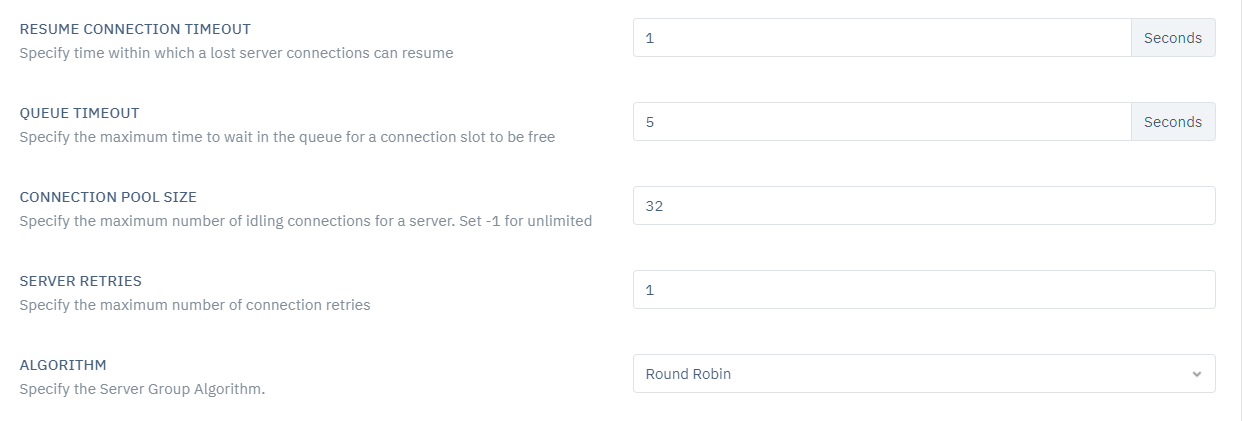 RESUME CONNECTION TIMEOUT
Specify time within which a lost server connections can resume
1
Seconds
QUEUE TIMEOUT
Specify the maximum time to wait in the queue for a connection slot to be free
5
Seconds
CONNECTION POOL SIZE
Specify the maximum number of idling connections for a server. Set -1 for unlimited
32
SERVER RETRIES
Specify the maximum number of connection retries
1
ALGORITHM
Specify the Server Group Algorithm.
Round Robin